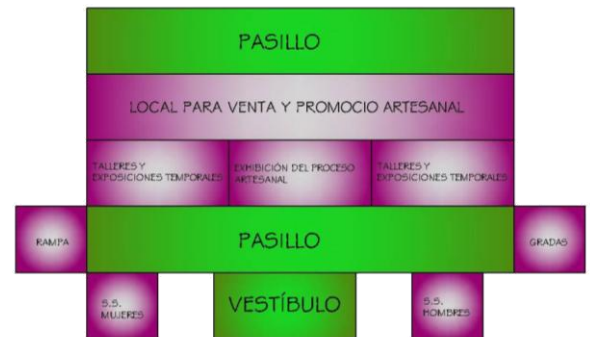 PASILLO
LOCAL PARA VENTA Y PROMOCIO ARTESANAL
TALLERES Y
EXPOSICIONES TEMPORALES
EXHIBICIÓN DEL PROCESO
ARTESANAL
TALLERES Y
EXPOSICIONES TEMPORALES
RAMPA
PASILLO
GRADAS
S.S.
MUJERES
VESTÍBULO
S.S.
HOMBRES